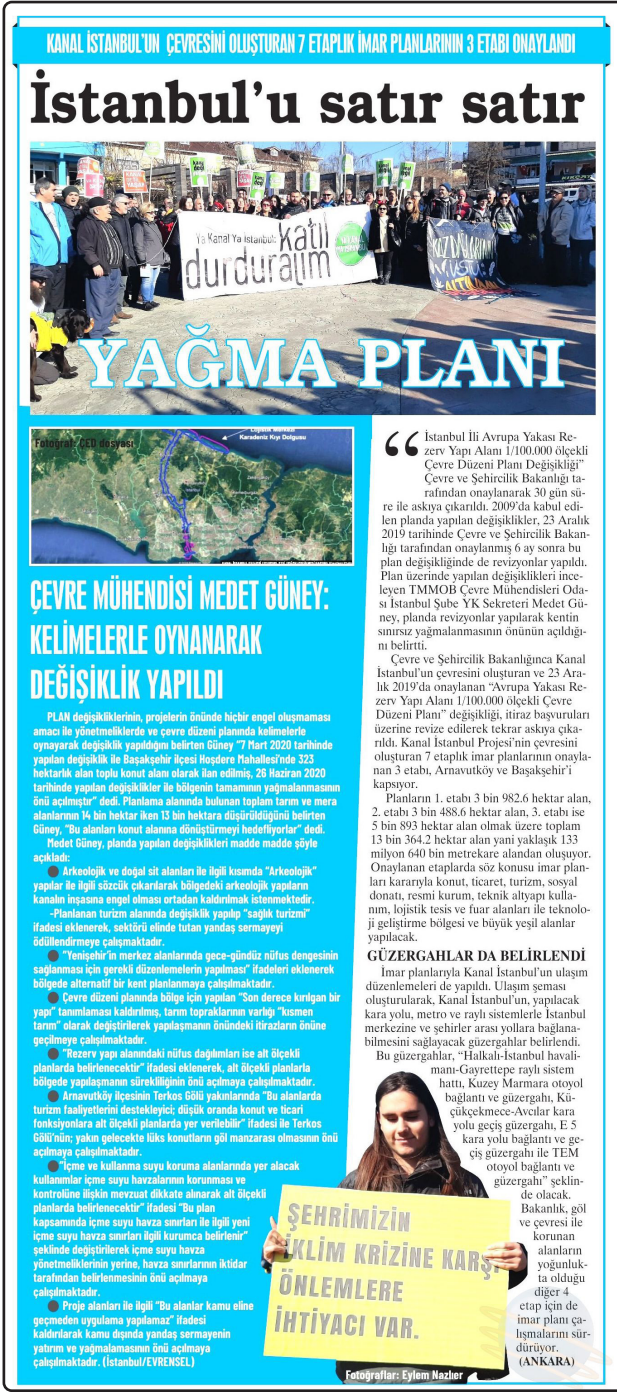 KANAL İSTANBUL'UN ÇEVRESİNİ OLUŞTURAN 7 ETAPLIK İMAR PLANLARININ 3 ETABI ONAYLANDI
İstanbul'u satır satır
Ya Kanal Ya İstanbul:
katıl
durduralım
YAĞMA PLANI
Fotoğraf: ÇED dosyası
Lojistik Merkezi
Karadeniz Kıyı Dolgusu
ÇEVRE MÜHENDİSİ MEDET GÜNEY:
KELİMELERLE OYNANARAK
DEĞİŞİKLİK YAPILDI
PLAN değişikliklerinin, projelerin önünde hiçbir engel oluşmaması
amacı ile yönetmeliklerde ve çevre düzeni planında kelimelerle
oynayarak değişiklik yapıldığını belirten Güney "7 Mart 2020 tarihinde
yapılan değişiklik ile Başakşehir ilçesi Hoşdere Mahallesi'nde 323
hektarlık alan toplu konut alanı olarak ilan edilmiş, 26 Haziran 2020
tarihinde yapılan değişiklikler ile bölgenin tamamının yağmalanmasının
önü açılmıştır" dedi. Planlama alanında bulunan toplam tarım ve mera
alanlarının 14 bin hektar iken 13 bin hektara düşürüldüğünü belirten
Güney, "Bu alanları konut alanına dönüştürmeyi hedefliyorlar" dedi.
Medet Güney, planda yapılan değişiklikleri madde madde şöyle
açıkladı:
● Arkeolojik ve doğal sit alanları ile ilgili kısımda "Arkeolojik"
yapılar ile ilgili sözcük çıkarılarak bölgedeki arkeolojik yapıların
kanalın inşasına engel olması ortadan kaldırılmak istenmektedir.
-Planlanan turizm alanında değişiklik yapılıp "sağlık turizmi"
ifadesi eklenerek, sektörü elinde tutan yandaş sermayeyi
ödüllendirmeye çalışmaktadır.
● "Yenişehir'in merkez alanlarında gece-gündüz nüfus dengesinin
sağlanması için gerekli düzenlemelerin yapılması" ifadeleri eklenerek
bölgede alternatif bir kent planlanmaya çalışılmaktadır.
● Çevre düzeni planında bölge için yapılan "Son derece kırılgan bir
yapı" tanımlaması kaldırılmış, tarım topraklarının varlığı "kısmen
tarım" olarak değiştirilerek yapılaşmanın önündeki itirazların önüne
geçilmeye çalışılmaktadır.
● "Rezerv yapı alanındaki nüfus dağılımları ise alt ölçekli
planlarda belirlenecektir" ifadesi eklenerek, alt ölçekli planlarla
bölgede yapılaşmanın sürekliliğinin önü açılmaya çalışılmaktadır.
● Arnavutköy ilçesinin Terkos Gölü yakınlarında "Bu alanlarda
turizm faaliyetlerini destekleyici; düşük oranda konut ve ticari
fonksiyonlara alt ölçekli planlarda yer verilebilir" ifadesi ile Terkos
Gölü'nün; yakın gelecekte lüks konutların göl manzarası olmasının önü
açılmaya çalışılmaktadır.
● "İçme ve kullanma suyu koruma alanlarında yer alacak
kullanımlar içme suyu havzalarının korunması ve
kontrolüne ilişkin mevzuat dikkate alınarak alt ölçekli
planlarda belirlenecektir" ifadesi "Bu plan
kapsamında içme suyu havza sınırları ile ilgili yeni
içme suyu havza sınırları ilgili kurumca belirlenir"
şeklinde değiştirilerek içme suyu havza
yönetmeliklerinin yerine, havza sınırlarının iktidar
tarafından belirlenmesinin önü açılmaya
çalışılmaktadır.
● Proje alanları ile ilgili "Bu alanlar kamu eline
geçmeden uygulama yapılamaz" ifadesi
kaldırılarak kamu dışında yandaş sermayenin
yatırım ve yağmalamasının önü açılmaya
çalışılmaktadır. (İstanbul/EVRENSEL)
“İstanbul İli Avrupa Yakası Re-
zerv Yapı Alanı 1/100.000 ölçekli
Çevre Düzeni Planı Değişikliği”
Çevre ve Şehircilik Bakanlığı ta-
rafından onaylanarak 30 gün sü-
re ile askıya çıkarıldı. 2009'da kabul edi-
len planda yapılan değişiklikler, 23 Aralık
2019 tarihinde Çevre ve Şehircilik Bakan-
lığı tarafından onaylanmış 6 ay sonra bu
plan değişikliğinde de revizyonlar yapıldı.
Plan üzerinde yapılan değişiklikleri ince-
leyen TMMOB Çevre Mühendisleri Oda-
sı İstanbul Şube YK Sekreteri Medet Gü-
ney, planda revizyonlar yapılarak kentin
sınırsız yağmalanmasının önünün açıldığı-
nı belirtti.
Çevre ve Şehircilik Bakanlığınca Kanal
İstanbul'un çevresini oluşturan ve 23 Ara-
lık 2019'da onaylanan “Avrupa Yakası Re-
zerv Yapı Alanı 1/100.000 ölçekli Çevre
Düzeni Planı” değişikliği, itiraz başvuruları
üzerine revize edilerek tekrar askıya çıka-
rıldı. Kanal İstanbul Projesi'nin çevresini
oluşturan 7 etaplık imar planlarının onayla-
nan 3 etabı, Arnavutköy ve Başakşehir'i
kapsıyor.
Planların 1. etabı 3 bin 982.6 hektar alan,
2. etabı 3 bin 488.6 hektar alan, 3. etabı ise
5 bin 893 hektar alan olmak üzere toplam
13 bin 364.2 hektar alan yani yaklaşık 133
milyon 640 bin metrekare alandan oluşuyor.
Onaylanan etaplarda söz konusu imar plan-
ları kararıyla konut, ticaret, turizm, sosyal
donatı, resmi kurum, teknik altyapı kulla-
nım, lojistik tesis ve fuar alanları ile teknolo-
ji geliştirme bölgesi ve büyük yeşil alanlar
yapılacak.
GÜZERGAHLAR DA BELİRLENDİ
İmar planlarıyla Kanal İstanbul'un ulaşım
düzenlemeleri de yapıldı. Ulaşım şeması
oluşturularak, Kanal İstanbul'un, yapılacak
kara yolu, metro ve raylı sistemlerle İstanbul
merkezine ve şehirler arası yollara bağlana-
bilmesini sağlayacak güzergahlar belirlendi.
Bu güzergahlar, “Halkalı-İstanbul havali-
manı-Gayrettepe raylı sistem
hattı, Kuzey Marmara otoyol
bağlantı ve güzergahı, Kü-
çükçekmece-Avcılar kara
yolu geçiş güzergahı, E 5
kara yolu bağlantı ve ge-
çiş güzergahı ile TEM
otoyol bağlantı ve
güzergahı” şeklin-
de olacak.
Bakanlık, göl
ve çevresi ile
korunan
alanların
yoğunluk-
ta olduğu
diğer 4
etap için de
imar planı ça-
lışmalarını sür-
dürüyor.
(ANKARA)
ŞEHRİMİZİN
İKLİM KRİZİNE KARŞI
ÖNLEMLERE
İHTİYACI VAR.
Fotoğraflar: Eylem Nazlıer